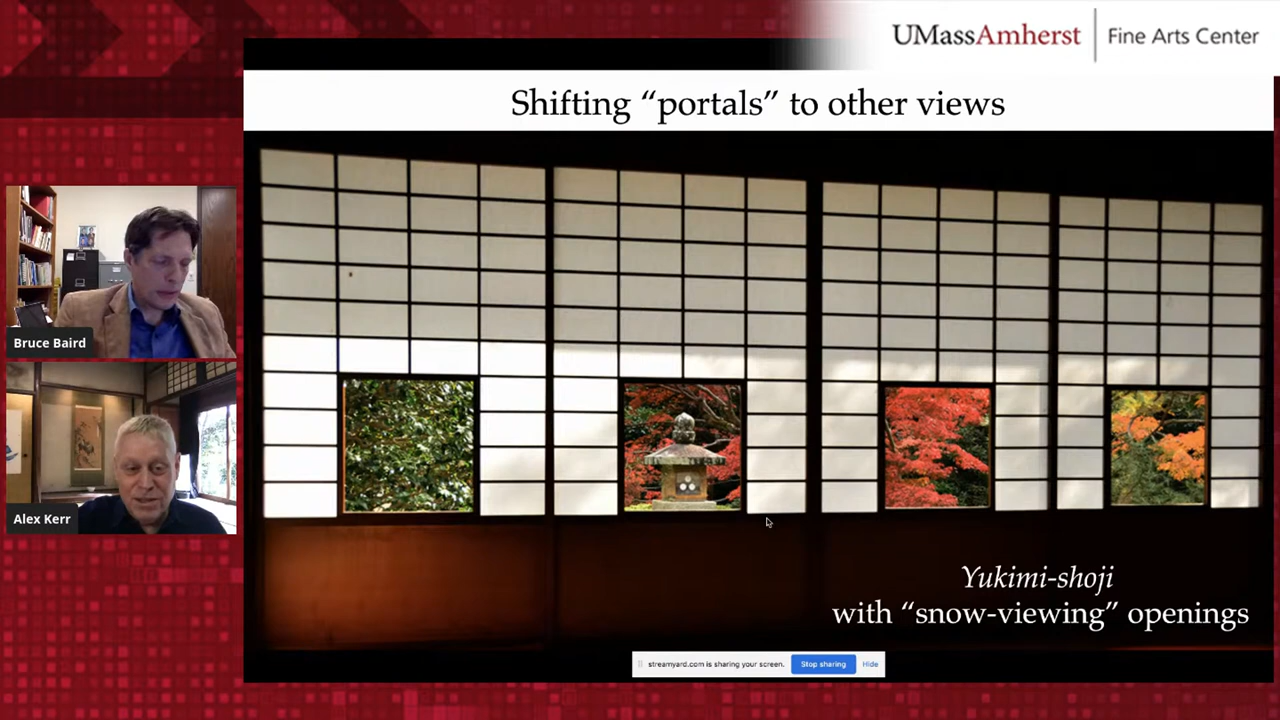 UMassAmherst Fine Arts Center
Shifting “portals” to other views
Bruce Baird
Alex Kerr
Yukimi-shoji
with “snow-viewing” openings
streamyard.com is sharing your screen. Stop sharing Hide